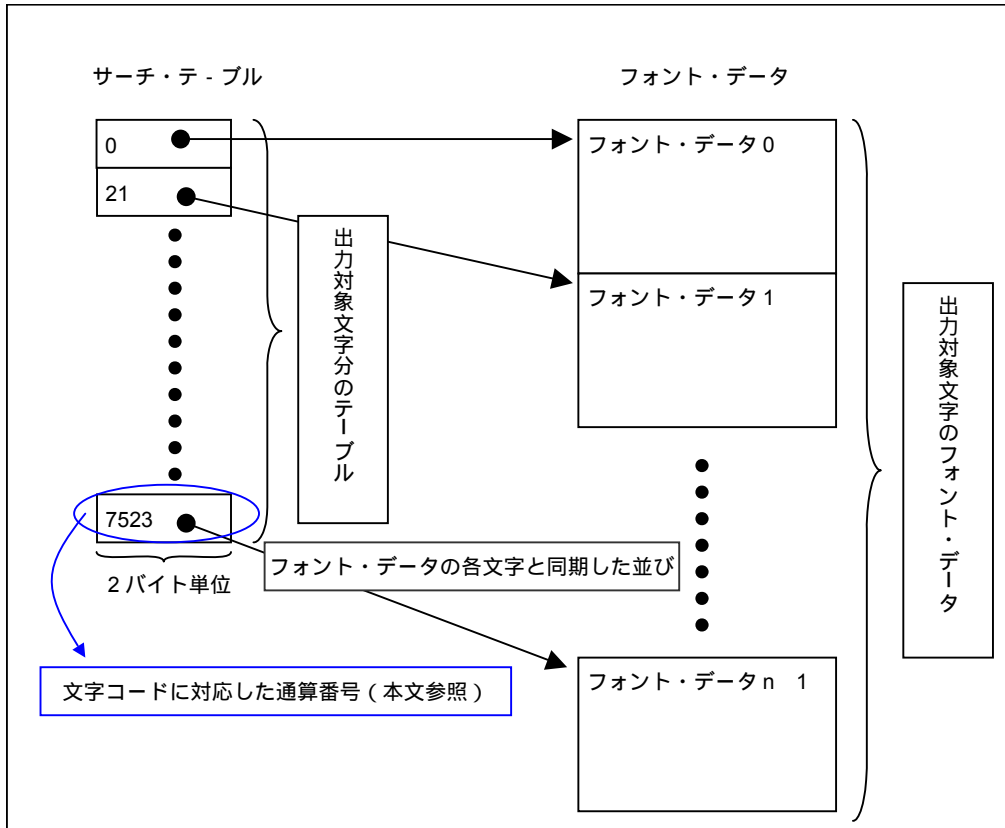 サーチ・テ - ブル
フォント・データ
0
21
7523
2 バイト単位
出力対象文字分のテーブル
フォント・データの各文字と同期した並び
文字コードに対応した通算番号（本文参照）
フォント・データ 0
フォント・データ 1
フォント・データ n　1
出力対象文字のフォント・データ